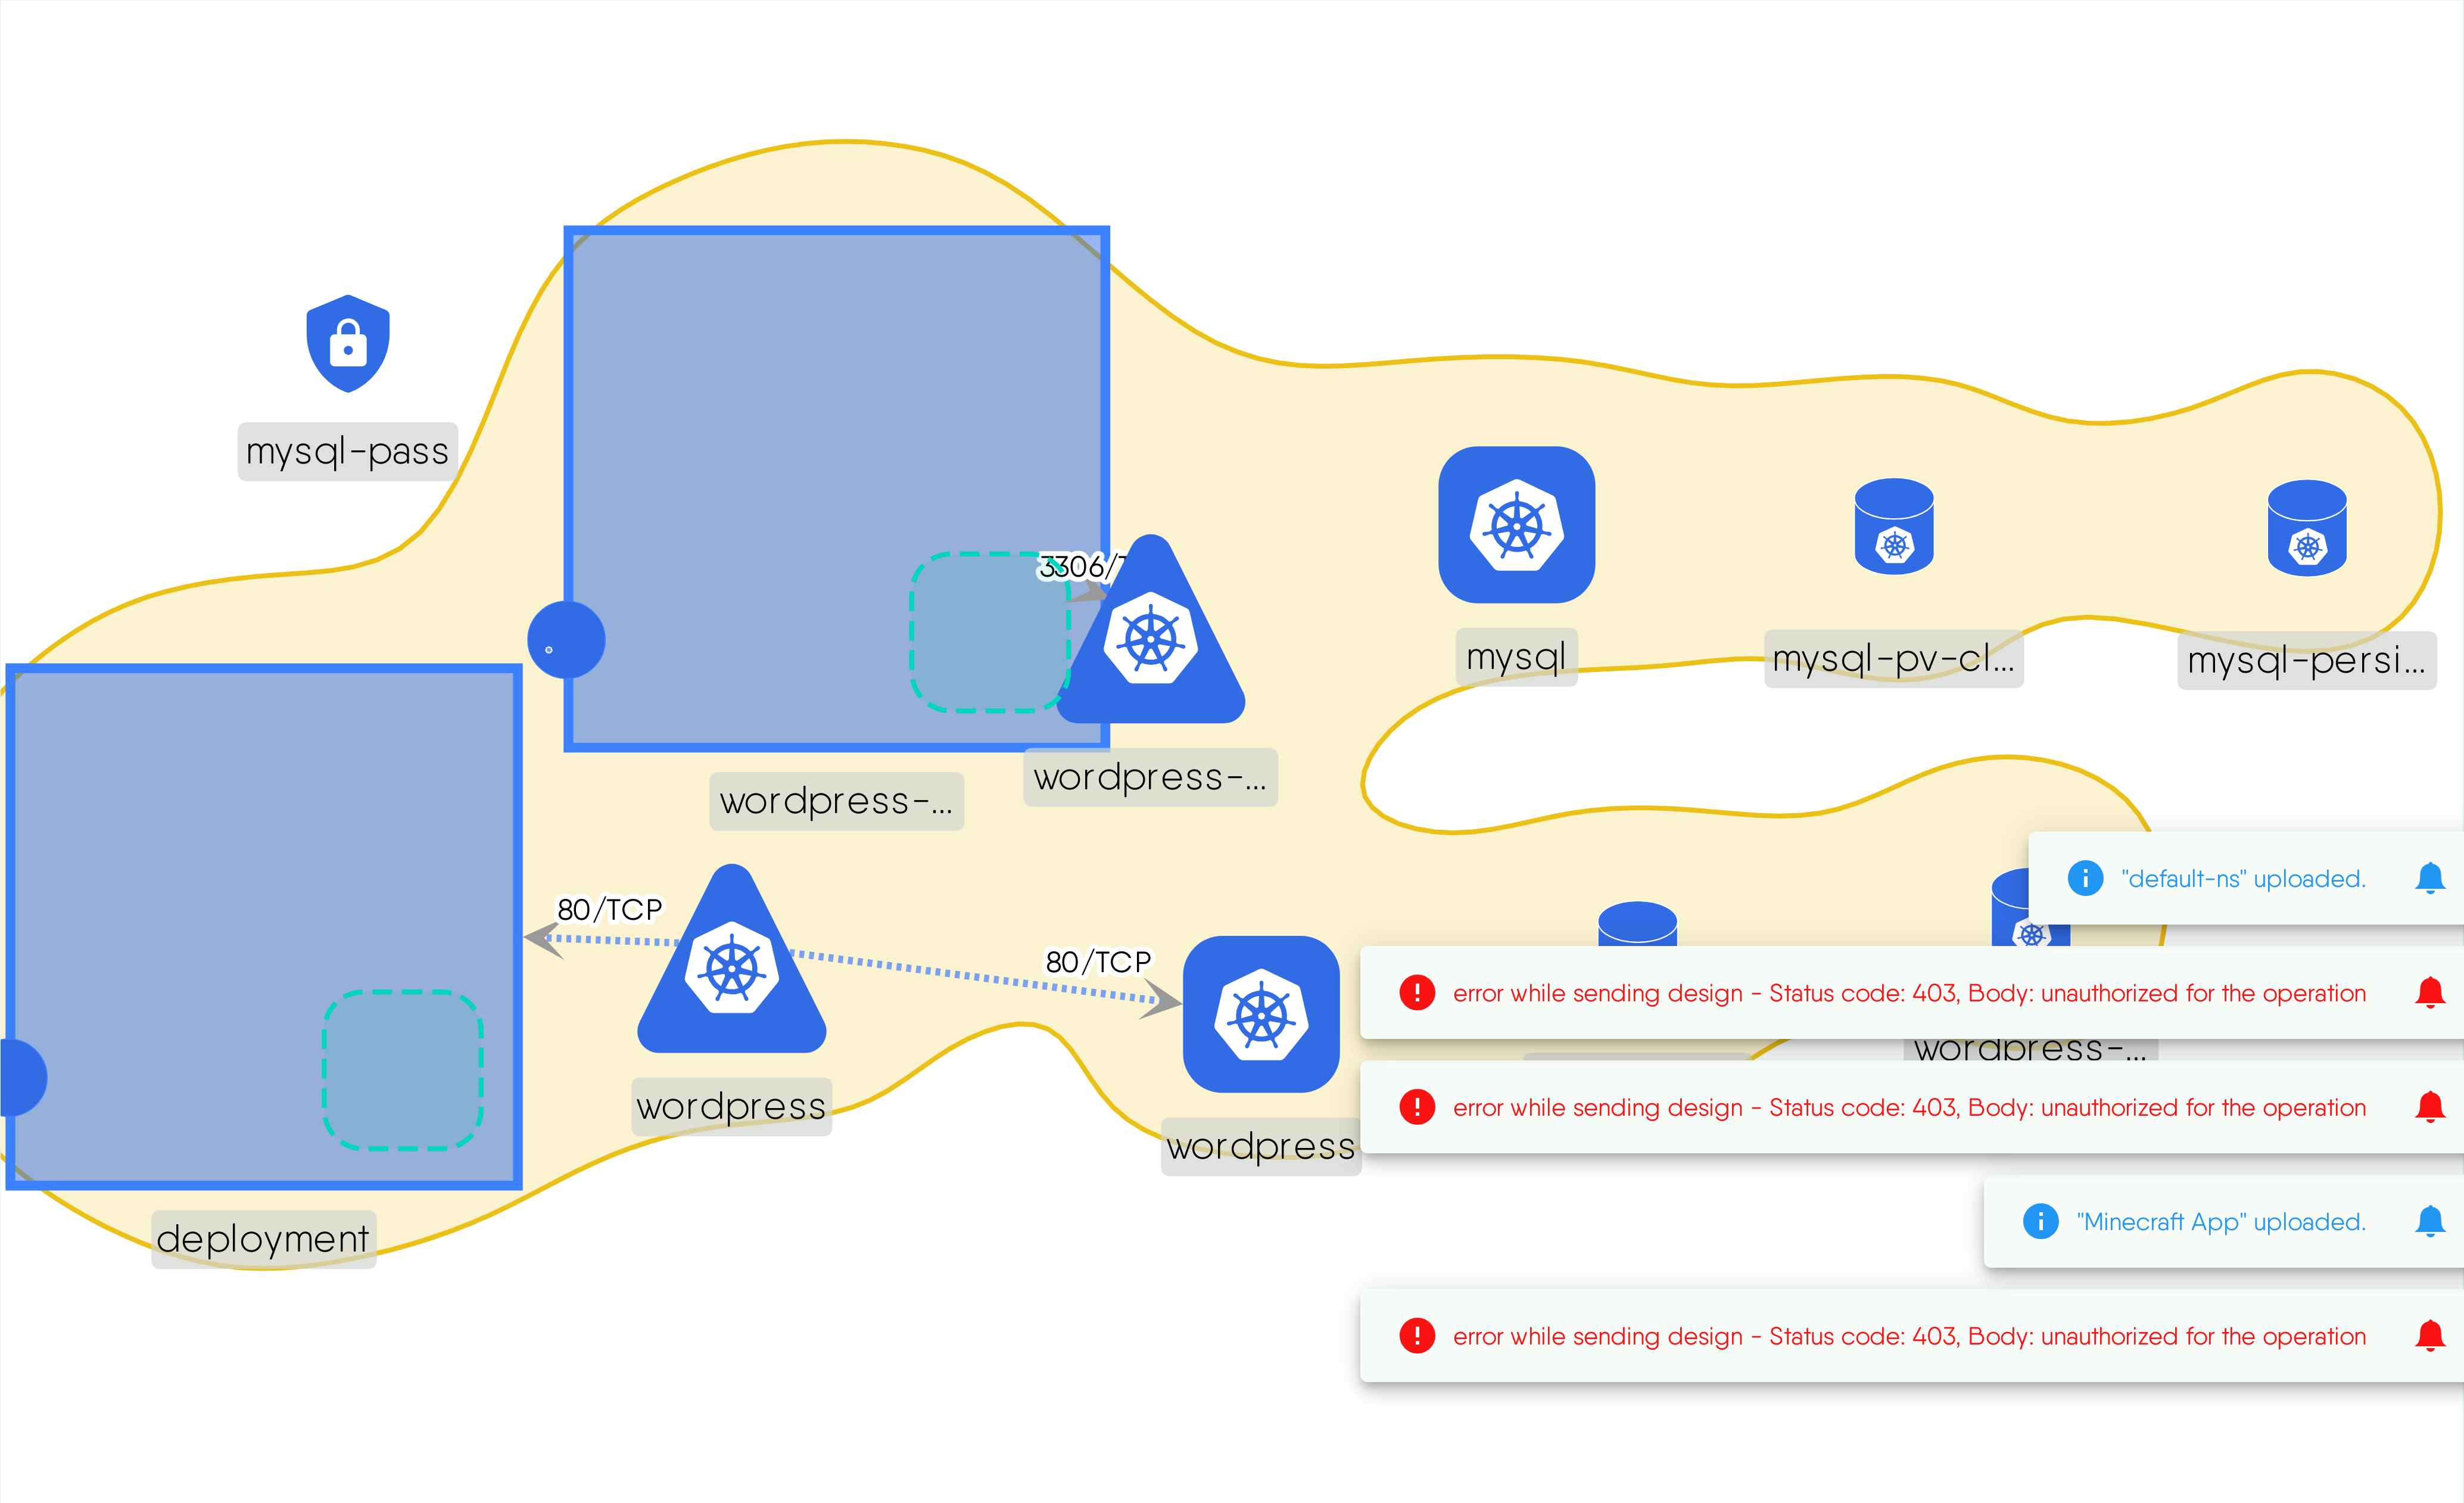 mysql-pass
3306/T
mysql
mysql-pv-cl...
mysql-persi...
wordpress-...
wordpress-...
"default-ns" uploaded.
80/TCP
80/TCP
error while sending design - Status code: 403, Body: unauthorized for the operation
wordpress-...
wordpress
error while sending design - Status code: 403, Body: unauthorized for the operation
wordpress
"Minecraft App" uploaded.
deployment
error while sending design - Status code: 403, Body: unauthorized for the operation